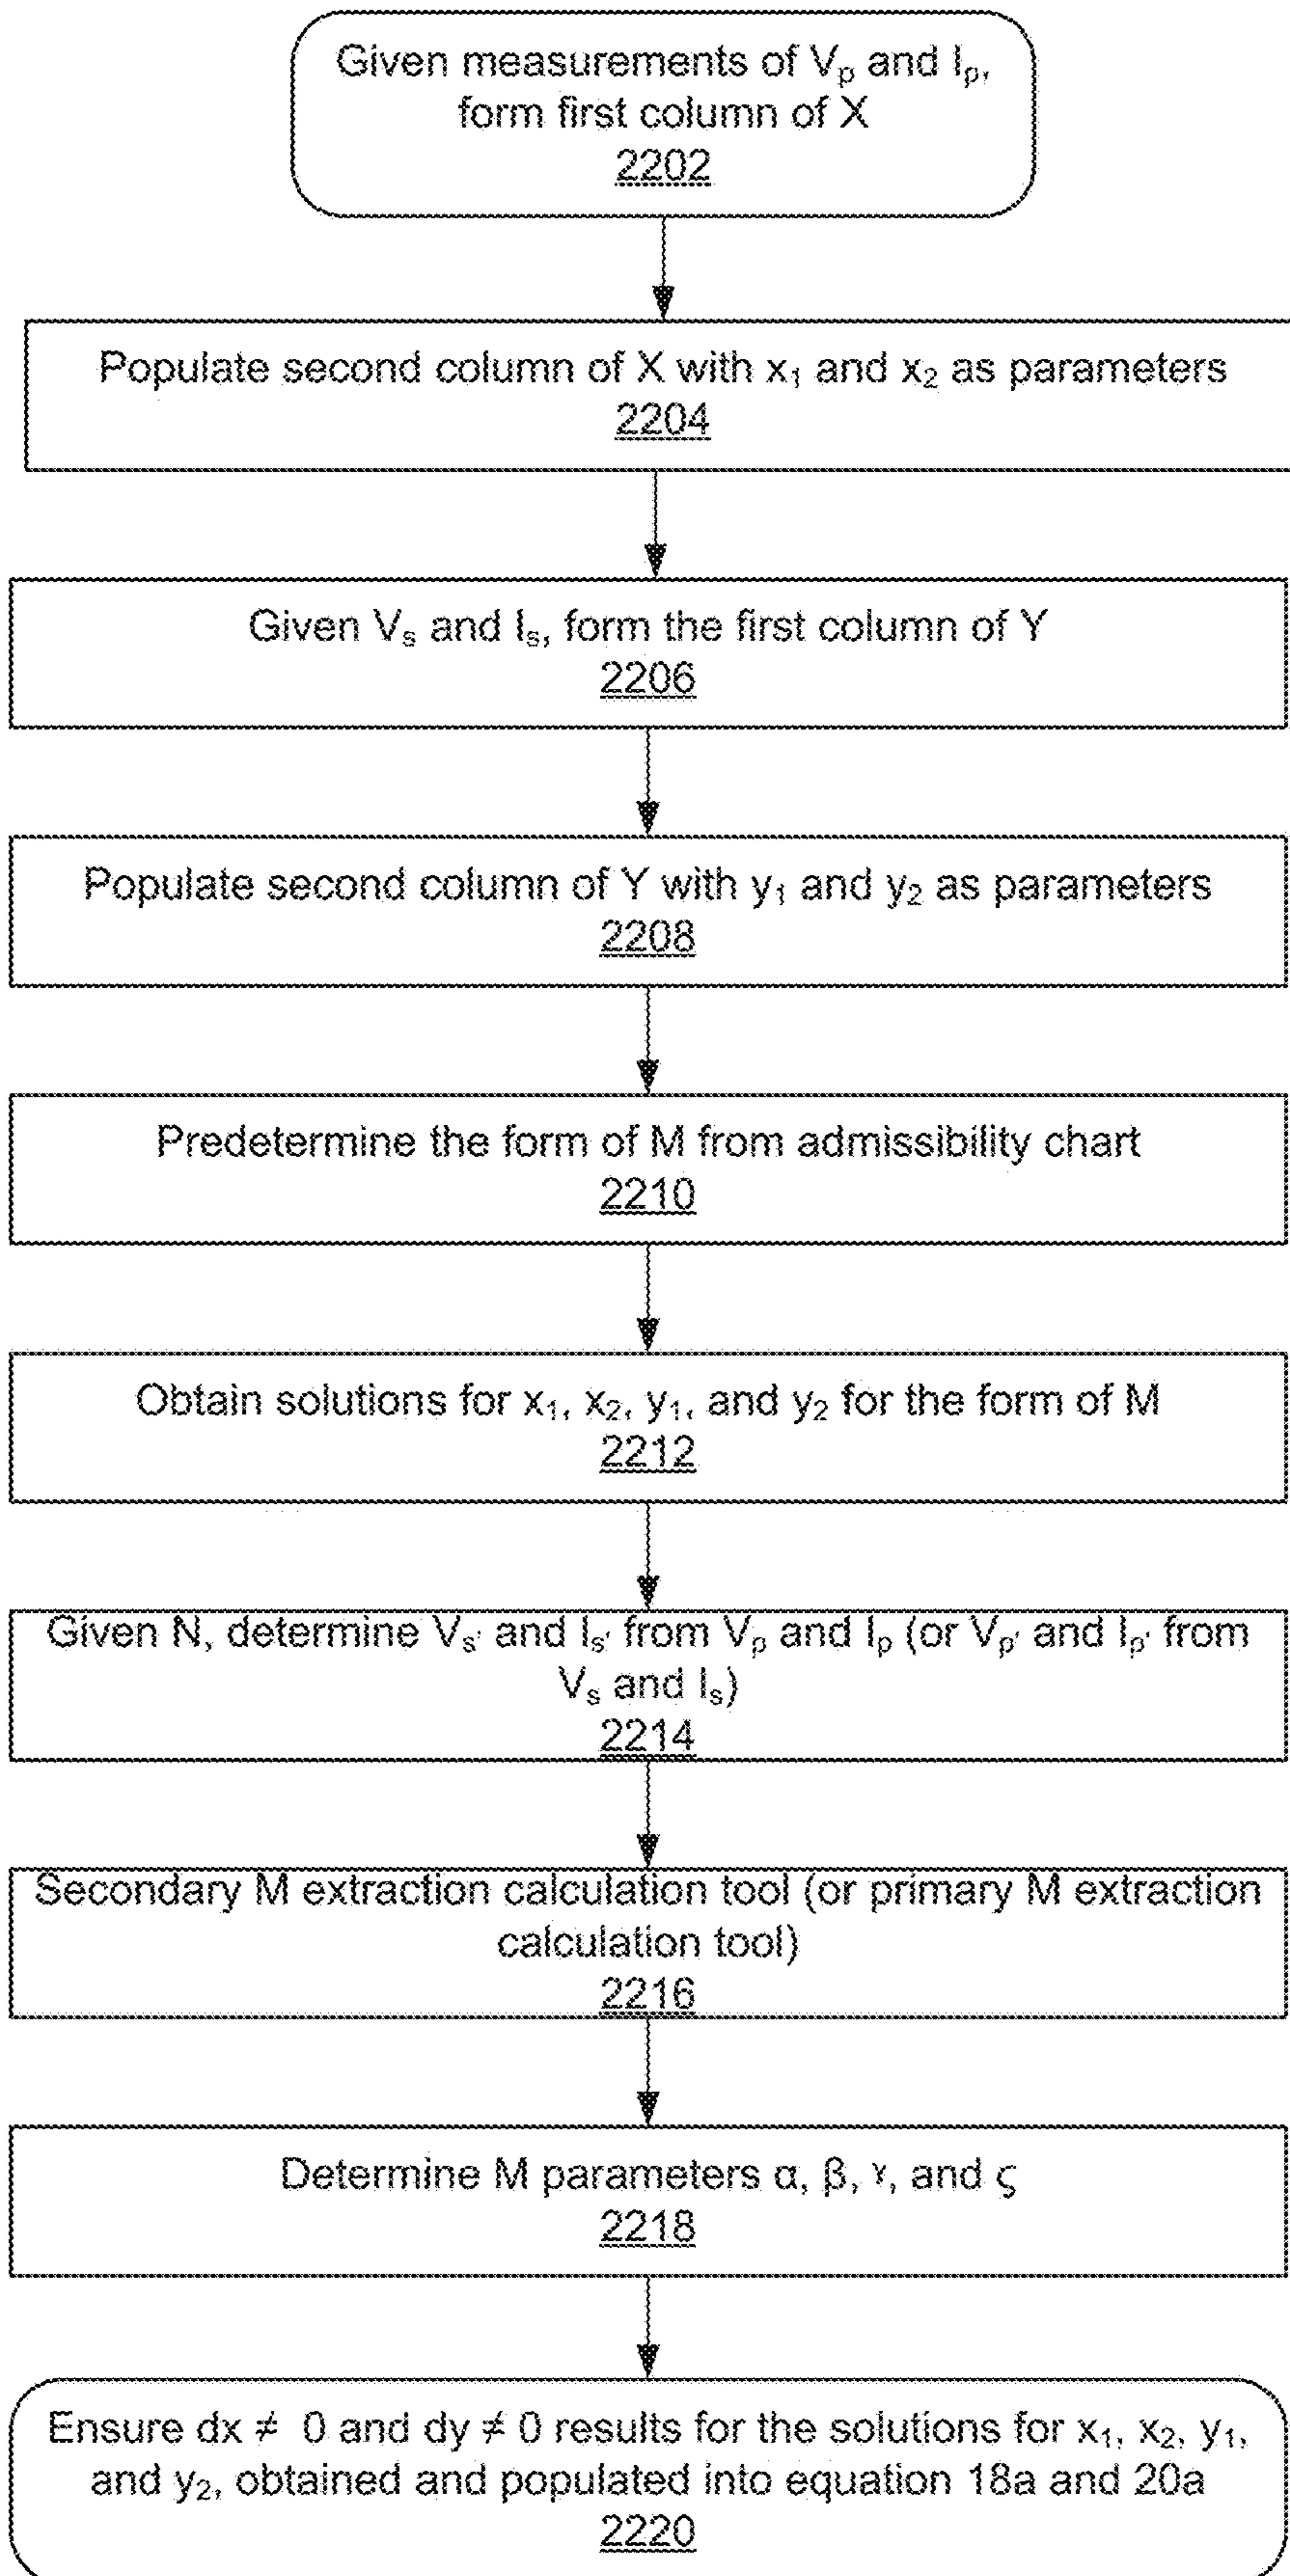 Given measurements of Vₚ and Iₚ,
form first column of X
2202
Populate second column of X with x₁ and x₂ as parameters
2204
Given Vₛ and Iₛ, form the first column of Y
2206
Populate second column of Y with y₁ and y₂ as parameters
2208
Predetermine the form of M from admissibility chart
2210
Obtain solutions for x₁, x₂, y₁, and y₂ for the form of M
2212
Given N, determine Vₛ' and Iₛ' from Vₚ and Iₚ (or Vₚ' and Iₚ' from
Vₛ and Iₛ)
2214
Secondary M extraction calculation tool (or primary M extraction
calculation tool)
2216
Determine M parameters α, β, γ, and ς
2218
Ensure dx ≠ 0 and dy ≠ 0 results for the solutions for x₁, x₂, y₁,
and y₂, obtained and populated into equation 18a and 20a
2220